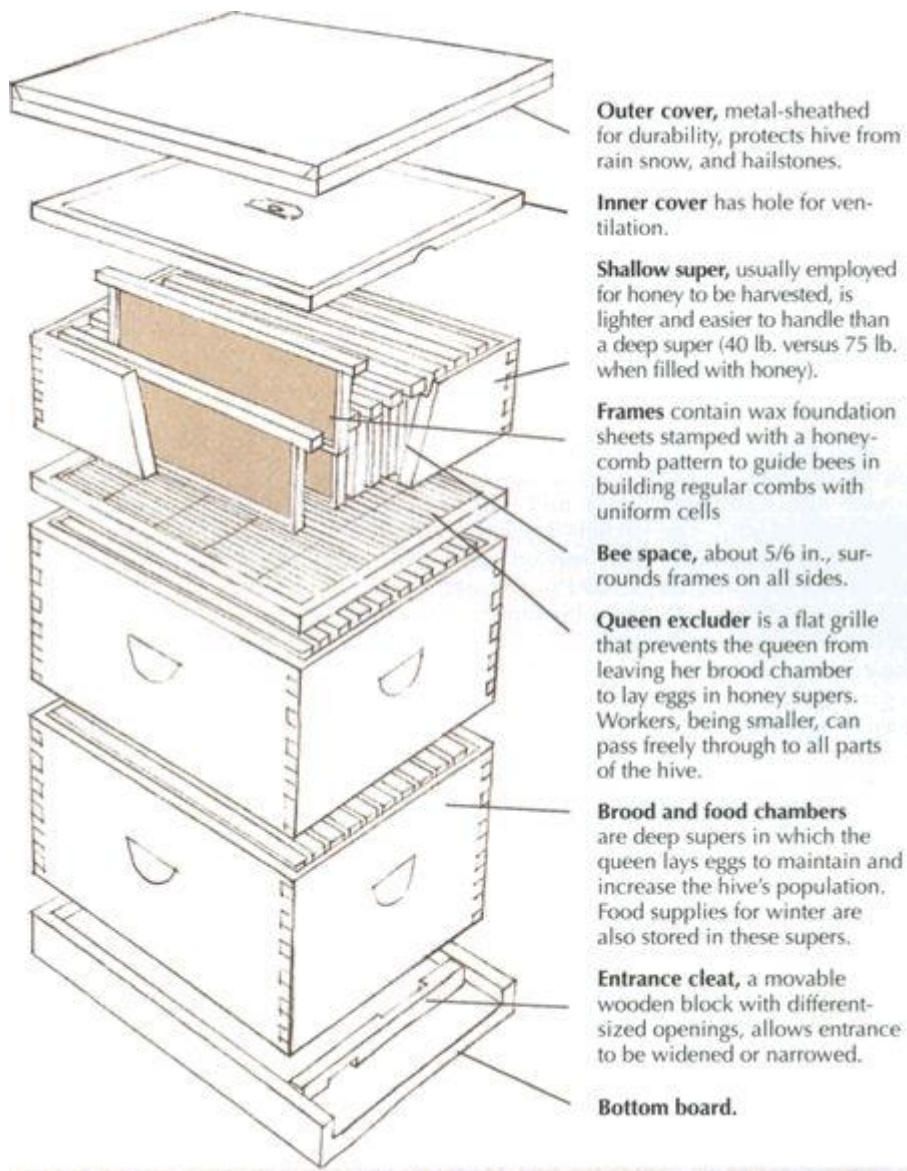 Outer cover, metal-sheathed
for durability, protects hive from
rain snow, and hailstones.
Inner cover has hole for ven-
tilation.
Shallow super, usually employed
for honey to be harvested, is
lighter and easier to handle than
a deep super (40 lb. versus 75 lb.
when filled with honey).
Frames contain wax foundation
sheets stamped with a honey-
comb pattern to guide bees in
building regular combs with
uniform cells
Bee space, about 5/6 in., sur-
rounds frames on all sides.
Queen excluder is a flat grille
that prevents the queen from
leaving her brood chamber
to lay eggs in honey supers.
Workers, being smaller, can
pass freely through to all parts
of the hive.
Brood and food chambers
are deep supers in which the
queen lays eggs to maintain and
increase the hive's population.
Food supplies for winter are
also stored in these supers.
Entrance cleat, a movable
wooden block with different-
sized openings, allows entrance
to be widened or narrowed.
Bottom board.